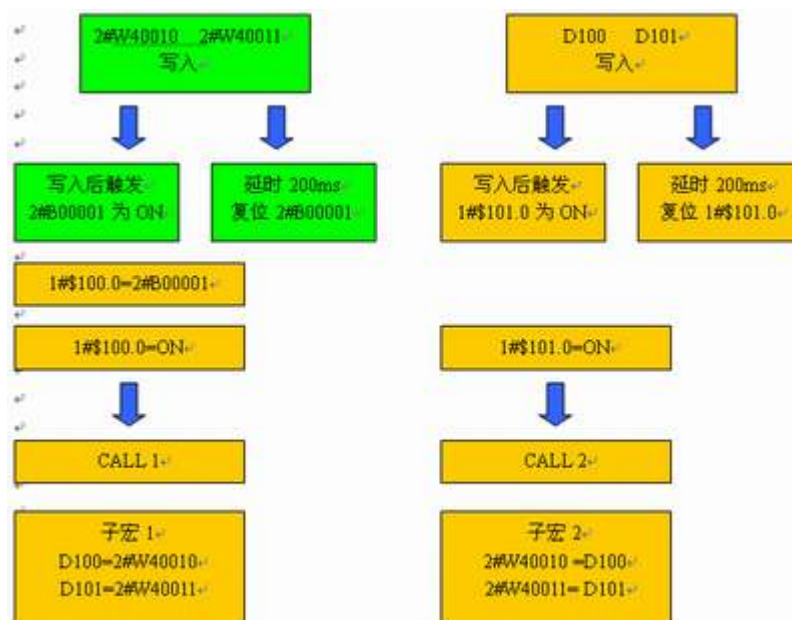 2#W40010 2#W40011
写入
D100 D101
写入
写入后触发
2#B00001 为 ON
延时 200ms
复位 2#B00001
写入后触发
1#$101.0 为 ON
延时 200ms
复位 1#$101.0
1#$100.0=2#B00001
1#$100.0=ON
1#$101.0=ON
CALL 1
CALL 2
子宏 1
D100=2#W40010
D101=2#W40011
子宏 2
2#W40010 =D100
2#W40011= D101